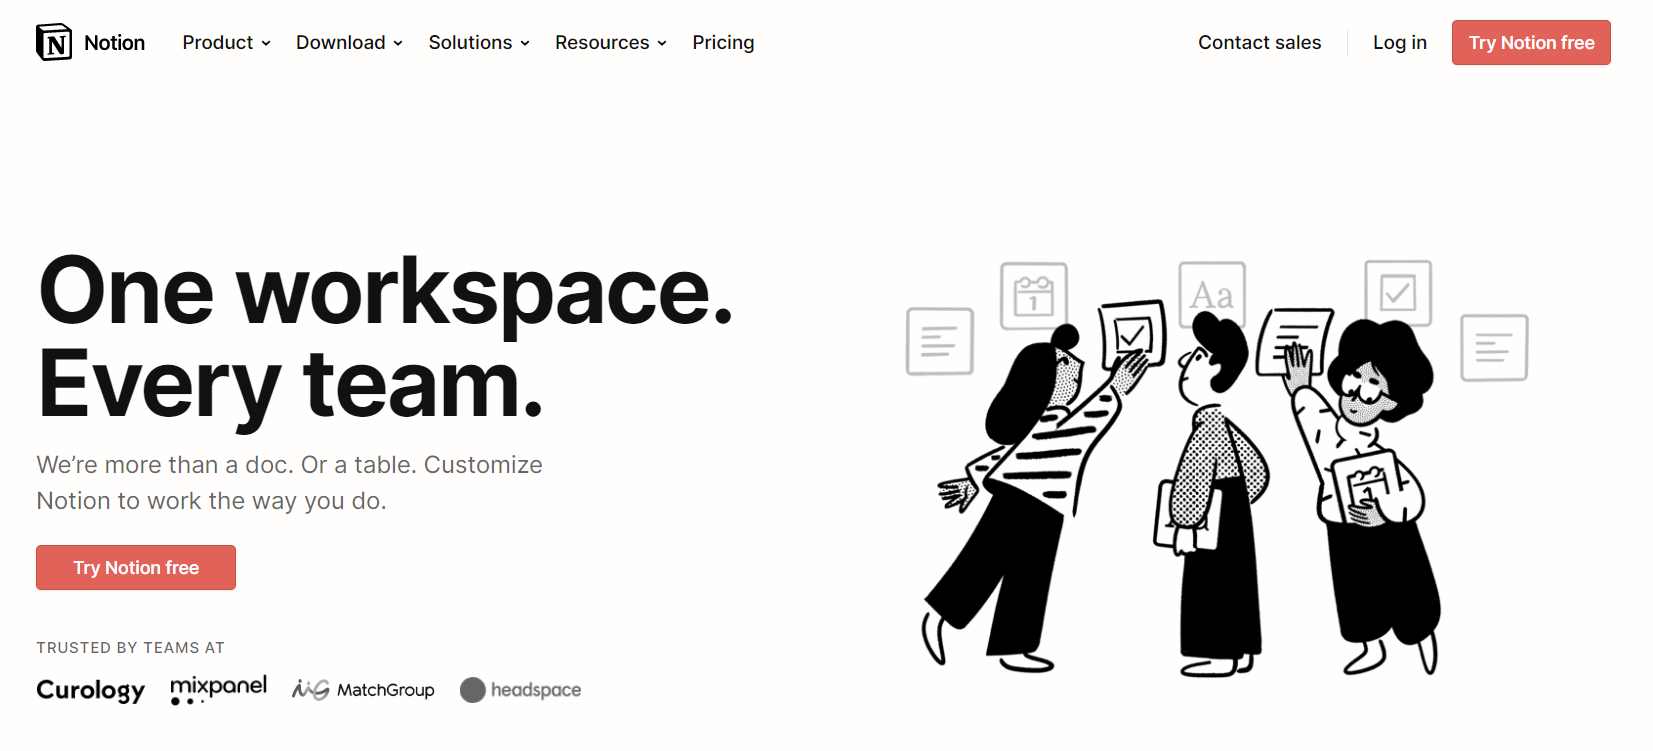 Notion Product Download Solutions Resources Pricing Contact sales Log in Try Notion free
One workspace.
Every team.
We’re more than a doc. Or a table. Customize
Notion to work the way you do.
Try Notion free
TRUSTED BY TEAMS AT
Curology mixpanel MatchGroup headspace
1
Aa
1